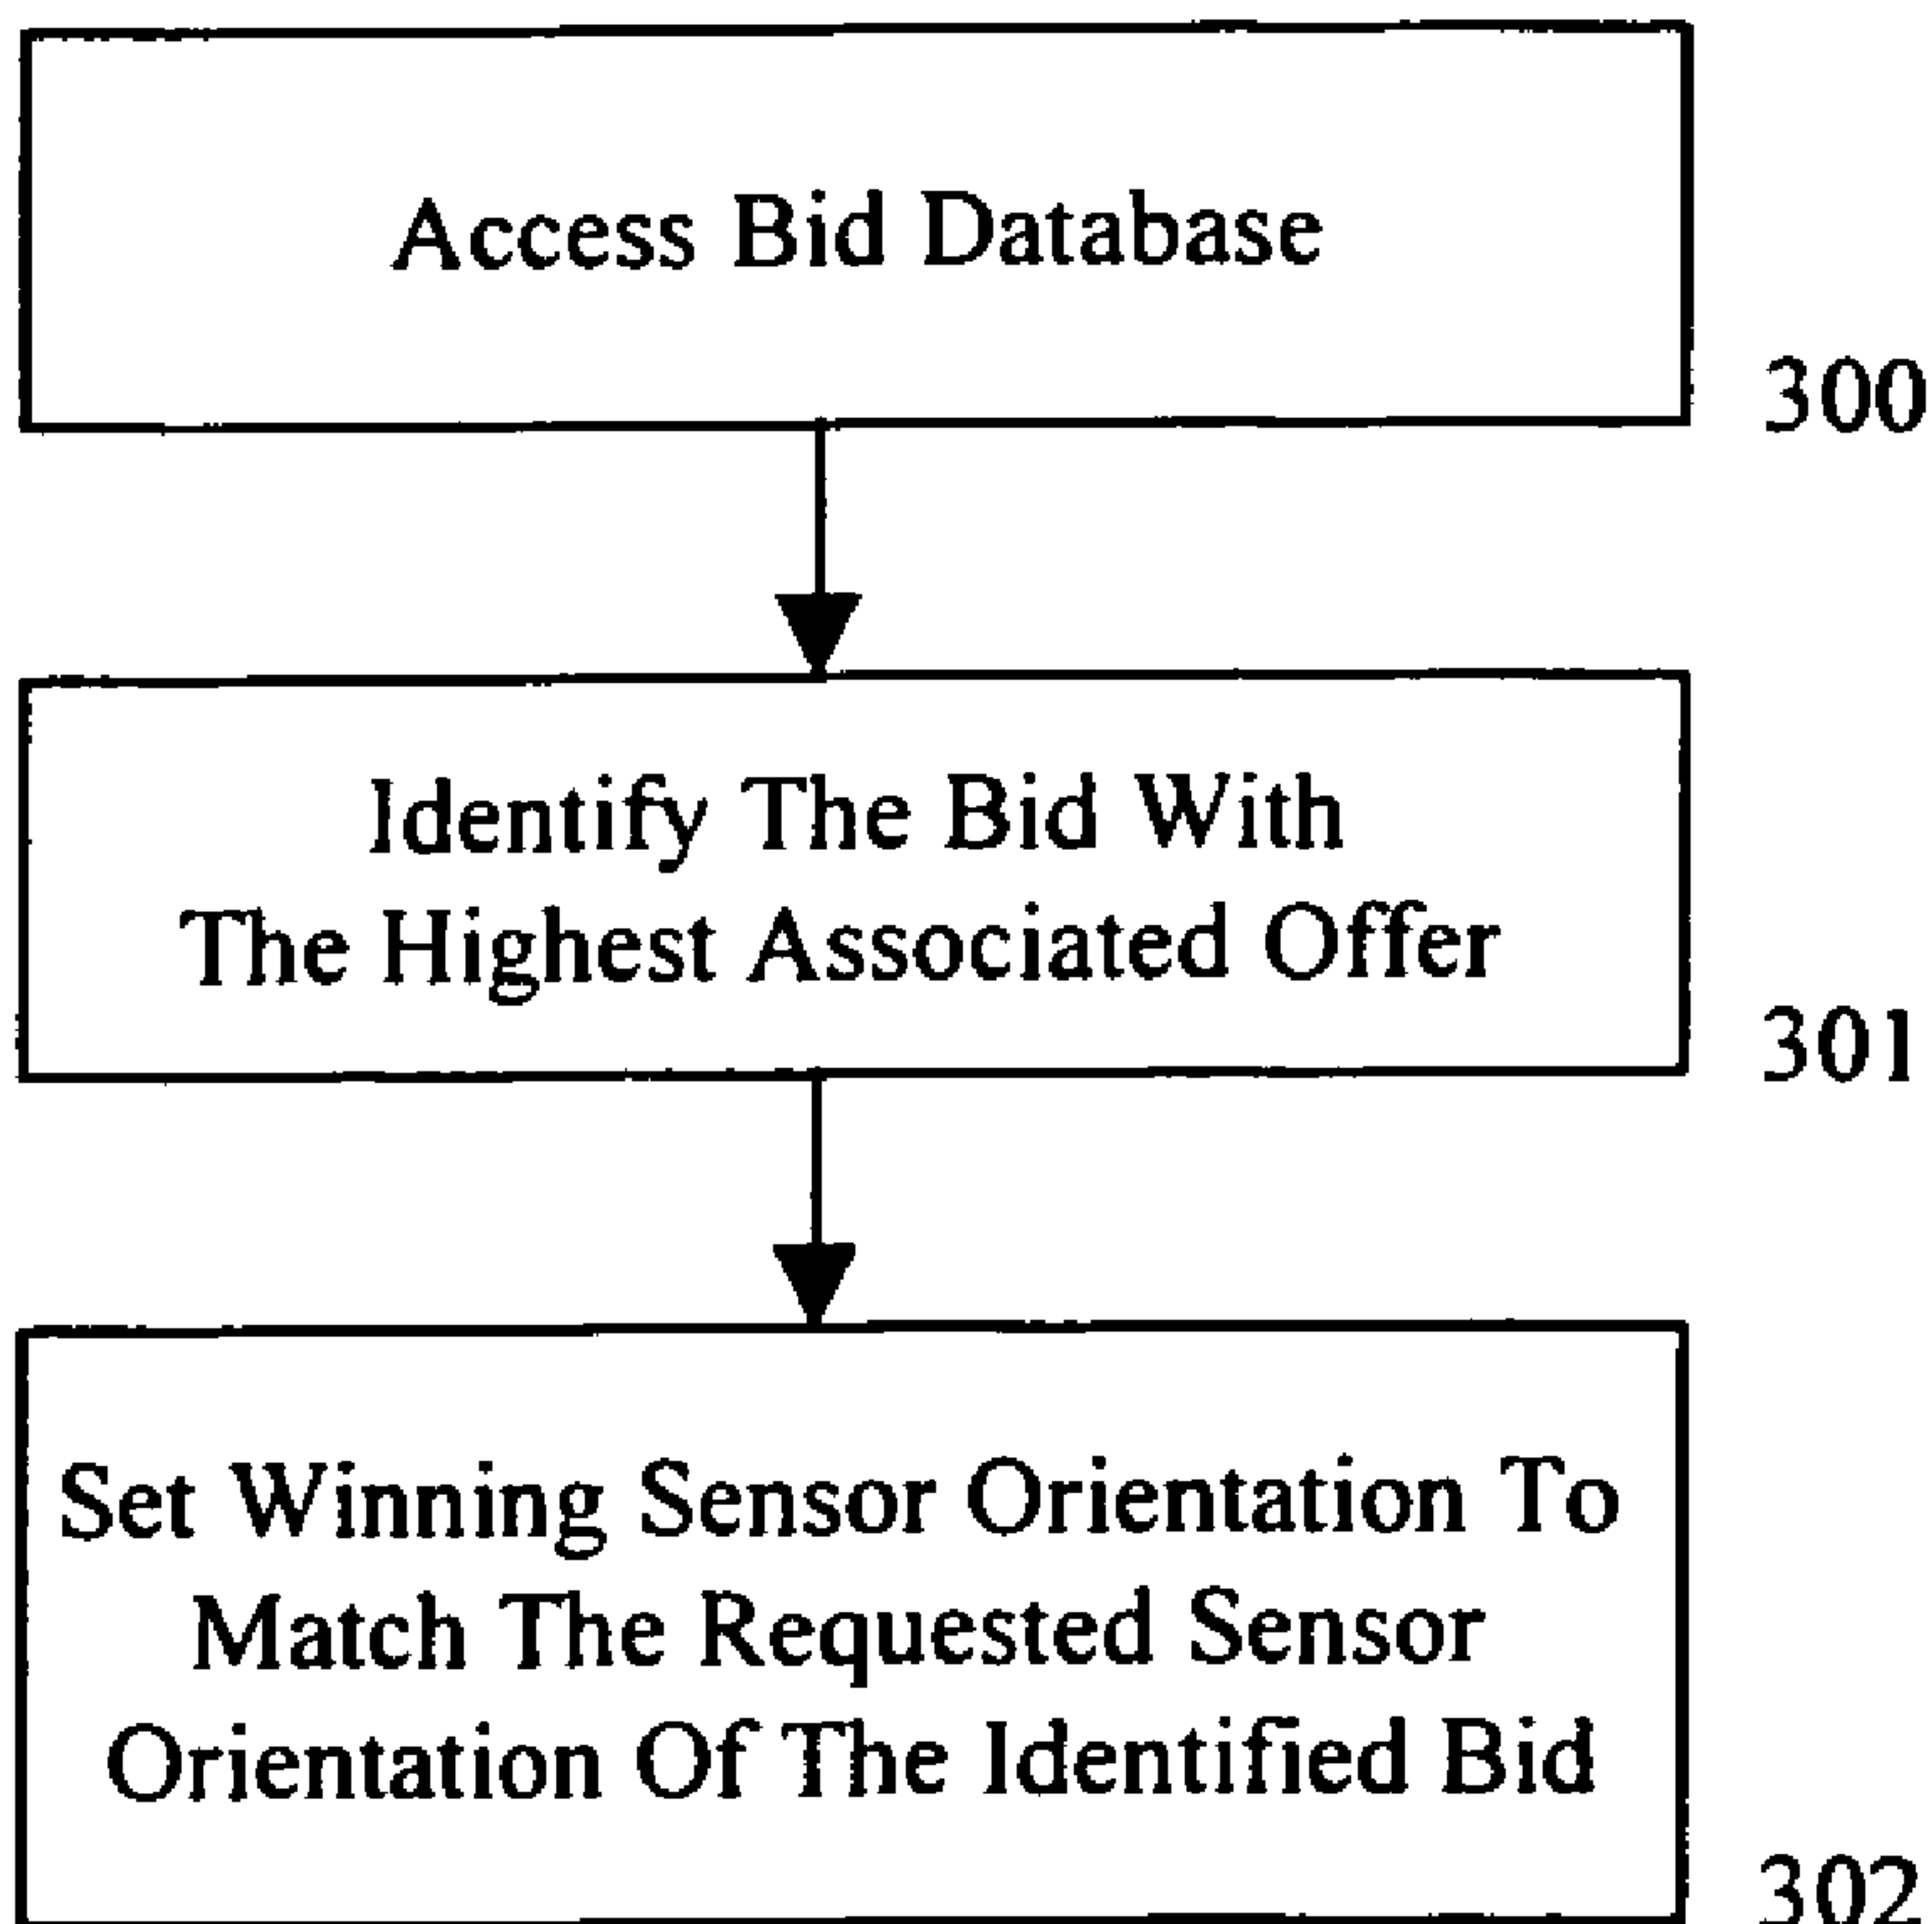 Access Bid Database
300
Identify The Bid With
The Highest Associated Offer
301
Set Winning Sensor Orientation To
Match The Requested Sensor
Orientation Of The Identified Bid
302